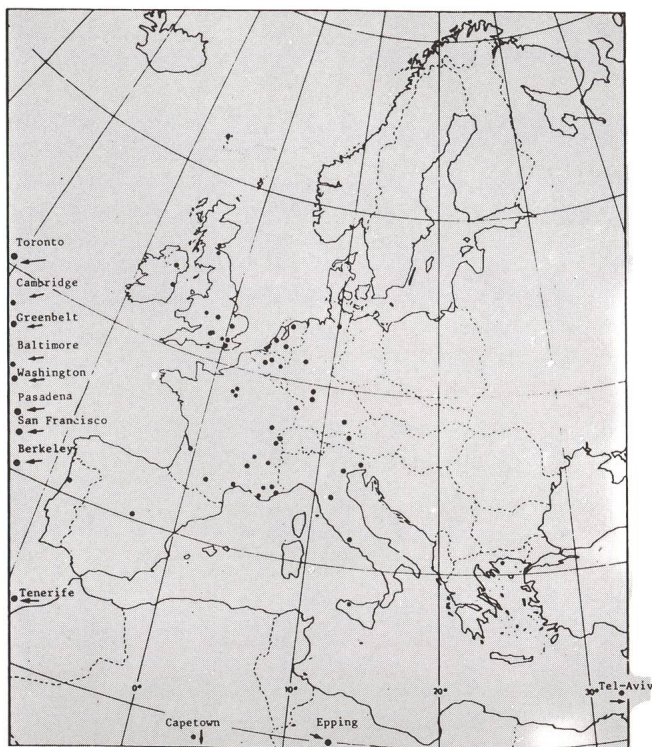 Toronto
Cambridge
Greenbelt
Baltimore
Washington
Pasadena
San Francisco
Berkeley
Tenerife
0°
10°
20°
30°
Tel-Aviv
Capetown
Epping